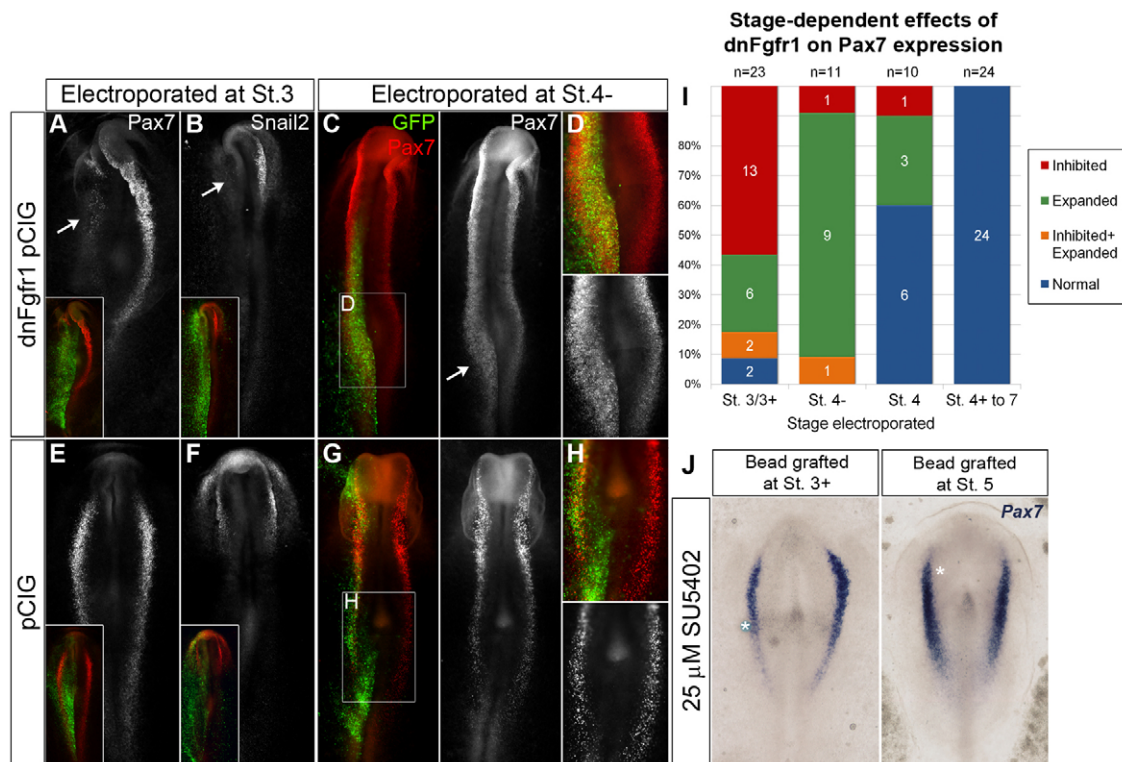 Electroporated at St.3
Electroporated at St.4-
A
Pax7
B
Snail2
C
GFP
Pax7
Pax7
D
D
dnFgfr1 pCIG
E
F
G
H
H
pCIG
Stage-dependent effects of
dnFgfr1 on Pax7 expression
n=23 n=11 n=10 n=24
I
80%
70%
60%
50%
40%
30%
20%
10%
0%
13
6
2
2
1
9
1
1
3
6
24
St. 3/3+ St. 4- St. 4 St. 4+ to 7
Stage electroporated
Inhibited
Expanded
Inhibited+
Expanded
Normal
J
Bead grafted
at St. 3+
Bead grafted
at St. 5
Pax7
*
*
25 µM SU5402